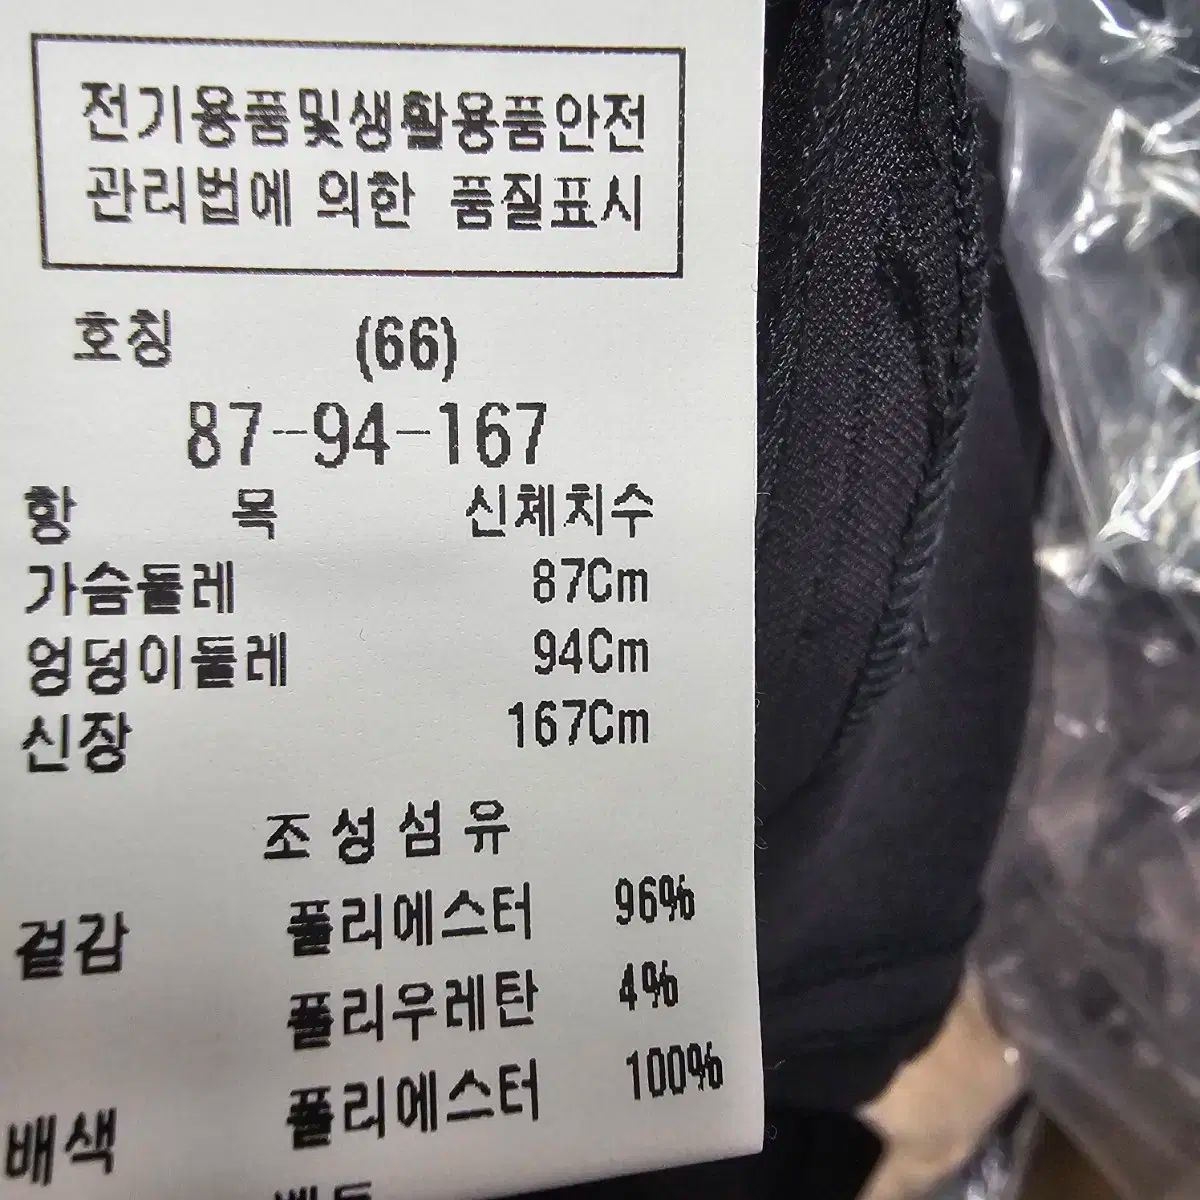 전기용품및생활용품안전
관리법에 의한 품질표시
호칭 (66)
87-94-167
항 목 신체치수
가슴둘레 87Cm
엉덩이둘레 94Cm
신장 167Cm
조성섬유
겉감 폴리에스터 96%
폴리우레탄 4%
폴리에스터 100%
배색